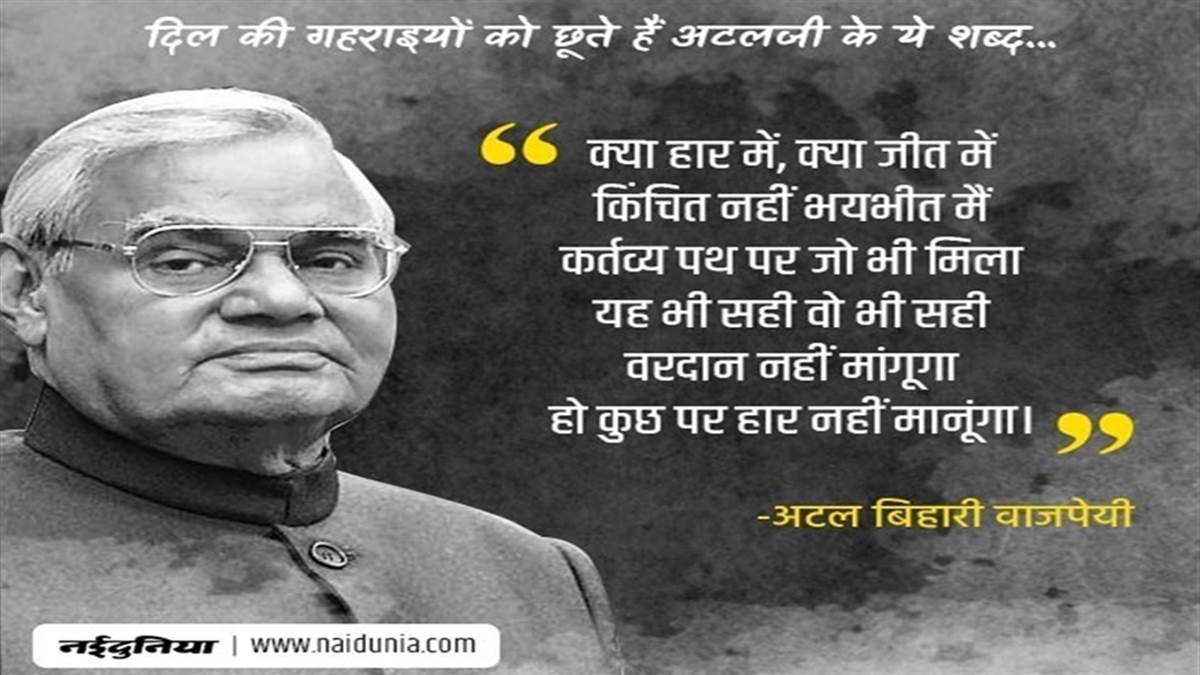 दिल की गहराइयों को छूते हैं अटलजी के ये शब्द...
“ क्या हार में, क्या जीत में
किंचित नहीं भयभीत मैं
कर्तव्य पथ पर जो भी मिला
यह भी सही वो भी सही
वरदान नहीं मांगूगा
हो कुछ पर हार नहीं मानूंगा। ”
-अटल बिहारी वाजपेयी
नईदुनिया | www.naidunia.com